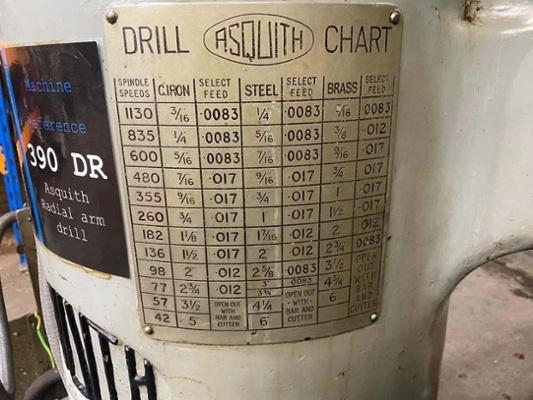 Machine
Reference
390 DR
Asquith
Radial arm
drill
DRILL ASQUITH CHART
SPINDLE SPEEDS C.IRON SELECT FEED STEEL SELECT FEED BRASS SELECT FEED
1130 3/16 ·0083 1/4 ·0083 ·0083
835 1/4 ·0083 5/16 ·0083 3/8 ·012
600 5/16 ·0083 7/16 ·0083 9/16 ·017
480 7/16 ·017 9/16 ·017 3/4 ·017
355 9/16 ·017 3/4 ·017 1 ·017
260 3/4 ·017 1 ·017 1 1/2 ·017
182 1 1/8 ·017 1 7/16 ·012 2 ·012
136 1 1/2 ·017 2 ·012 2 3/4 ·0083
98 2 ·012 2 5/8 ·0083 3 1/2 OPEN OUT WITH BAR AND CUTTER
77 2 3/4 ·012 3 OPEN OUT · WITH · BAR AND CUTTER 4 3/4
57 3 1/2 OPEN OUT WITH BAR AND CUTTER 4 1/4 6
42 5 6